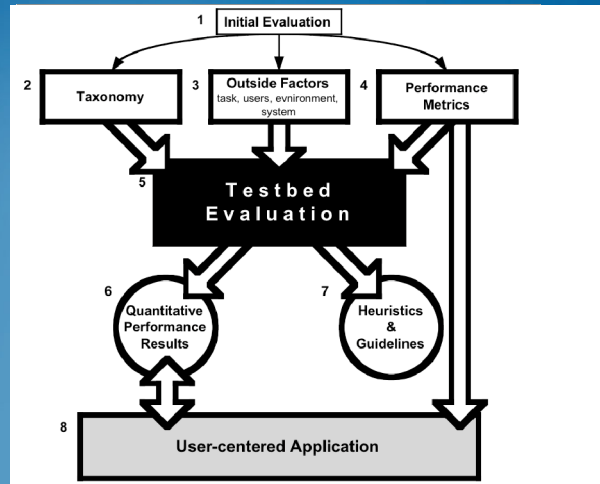 1 Initial Evaluation
2 Taxonomy
3 Outside Factors
task, users, evnironment,
system
4 Performance
Metrics
5 Testbed
Evaluation
6 Quantitative
Performance
Results
7 Heuristics
&
Guidelines
8 User-centered Application